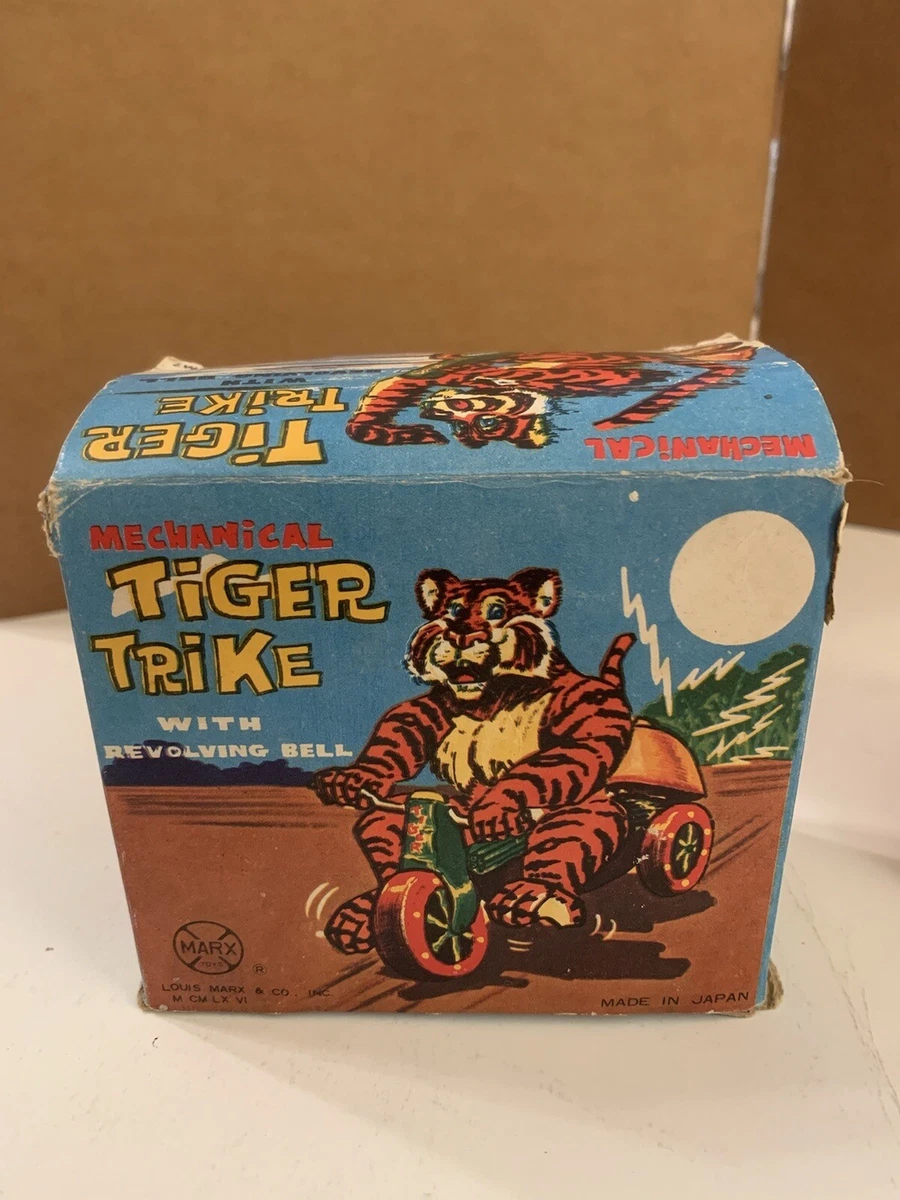 WITH
TRiKE
TiGER
MECHANiCAL
MECHANiCAL
TiGER
TRiKE
WITH
REVOLVING BELL
MARX
TOYS
®
LOUIS MARX & CO., INC.
M CM LX VI
MADE IN JAPAN